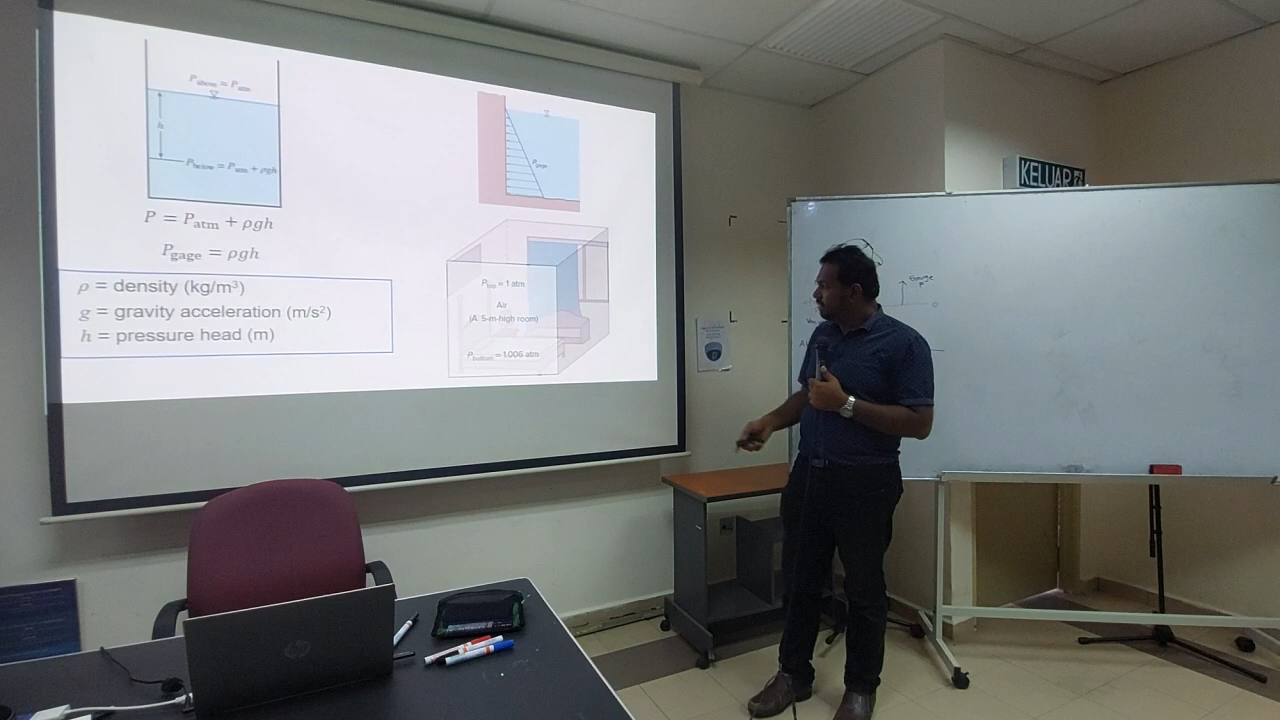 P_above = P_atm
h
P_below = P_atm + ρgh
P = P_atm + ρgh
P_gage = ρgh
ρ = density (kg/m³)
g = gravity acceleration (m/s²)
h = pressure head (m)
P_gage
P_top = 1 atm
Air
(A 5-m-high room)
P_bottom = 1.006 atm
KELUAR
Gauge
P
hp